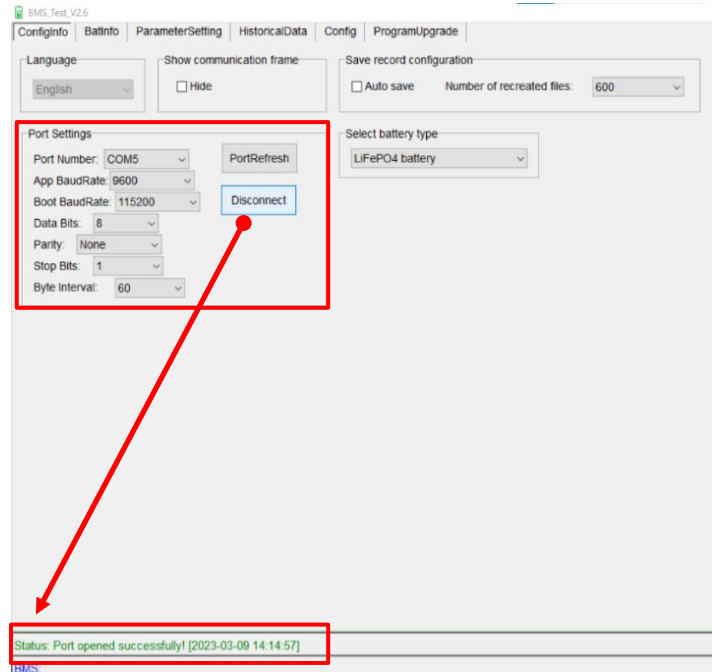 BMS_Test_V2.6
ConfigInfo BatInfo ParameterSetting HistoricalData Config ProgramUpgrade
Language
English
Show communication frame
Hide
Save record configuration
Auto save Number of recreated files: 600
Port Settings
Port Number: COM5 PortRefresh
App BaudRate: 9600
Boot BaudRate: 115200 Disconnect
Data Bits: 8
Parity: None
Stop Bits: 1
Byte Interval: 60
Select battery type
LiFePO4 battery
Status: Port opened successfully! [2023-03-09 14:14:57]
BMS: